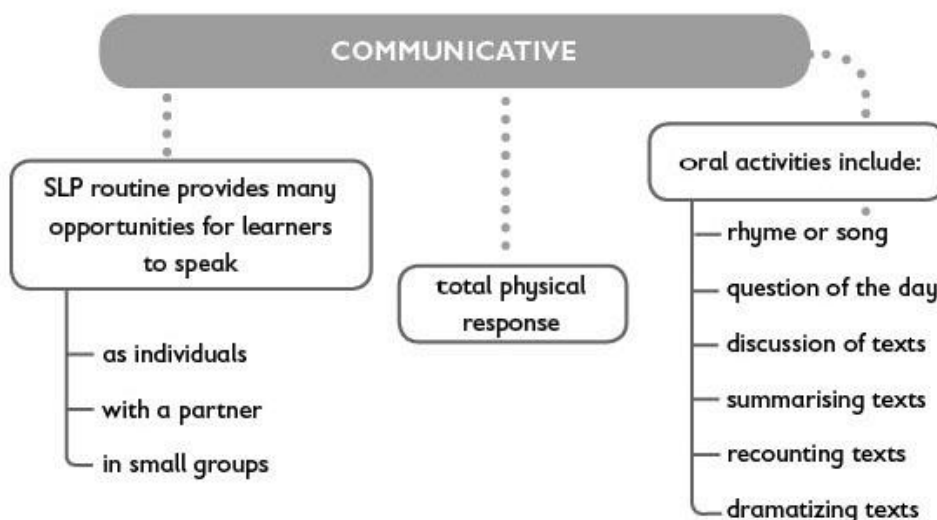 COMMUNICATIVE
SLP routine provides many
opportunities for learners
to speak
as individuals
with a partner
in small groups
total physical
response
oral activities include:
rhyme or song
question of the day
discussion of texts
summarising texts
recounting texts
dramatizing texts